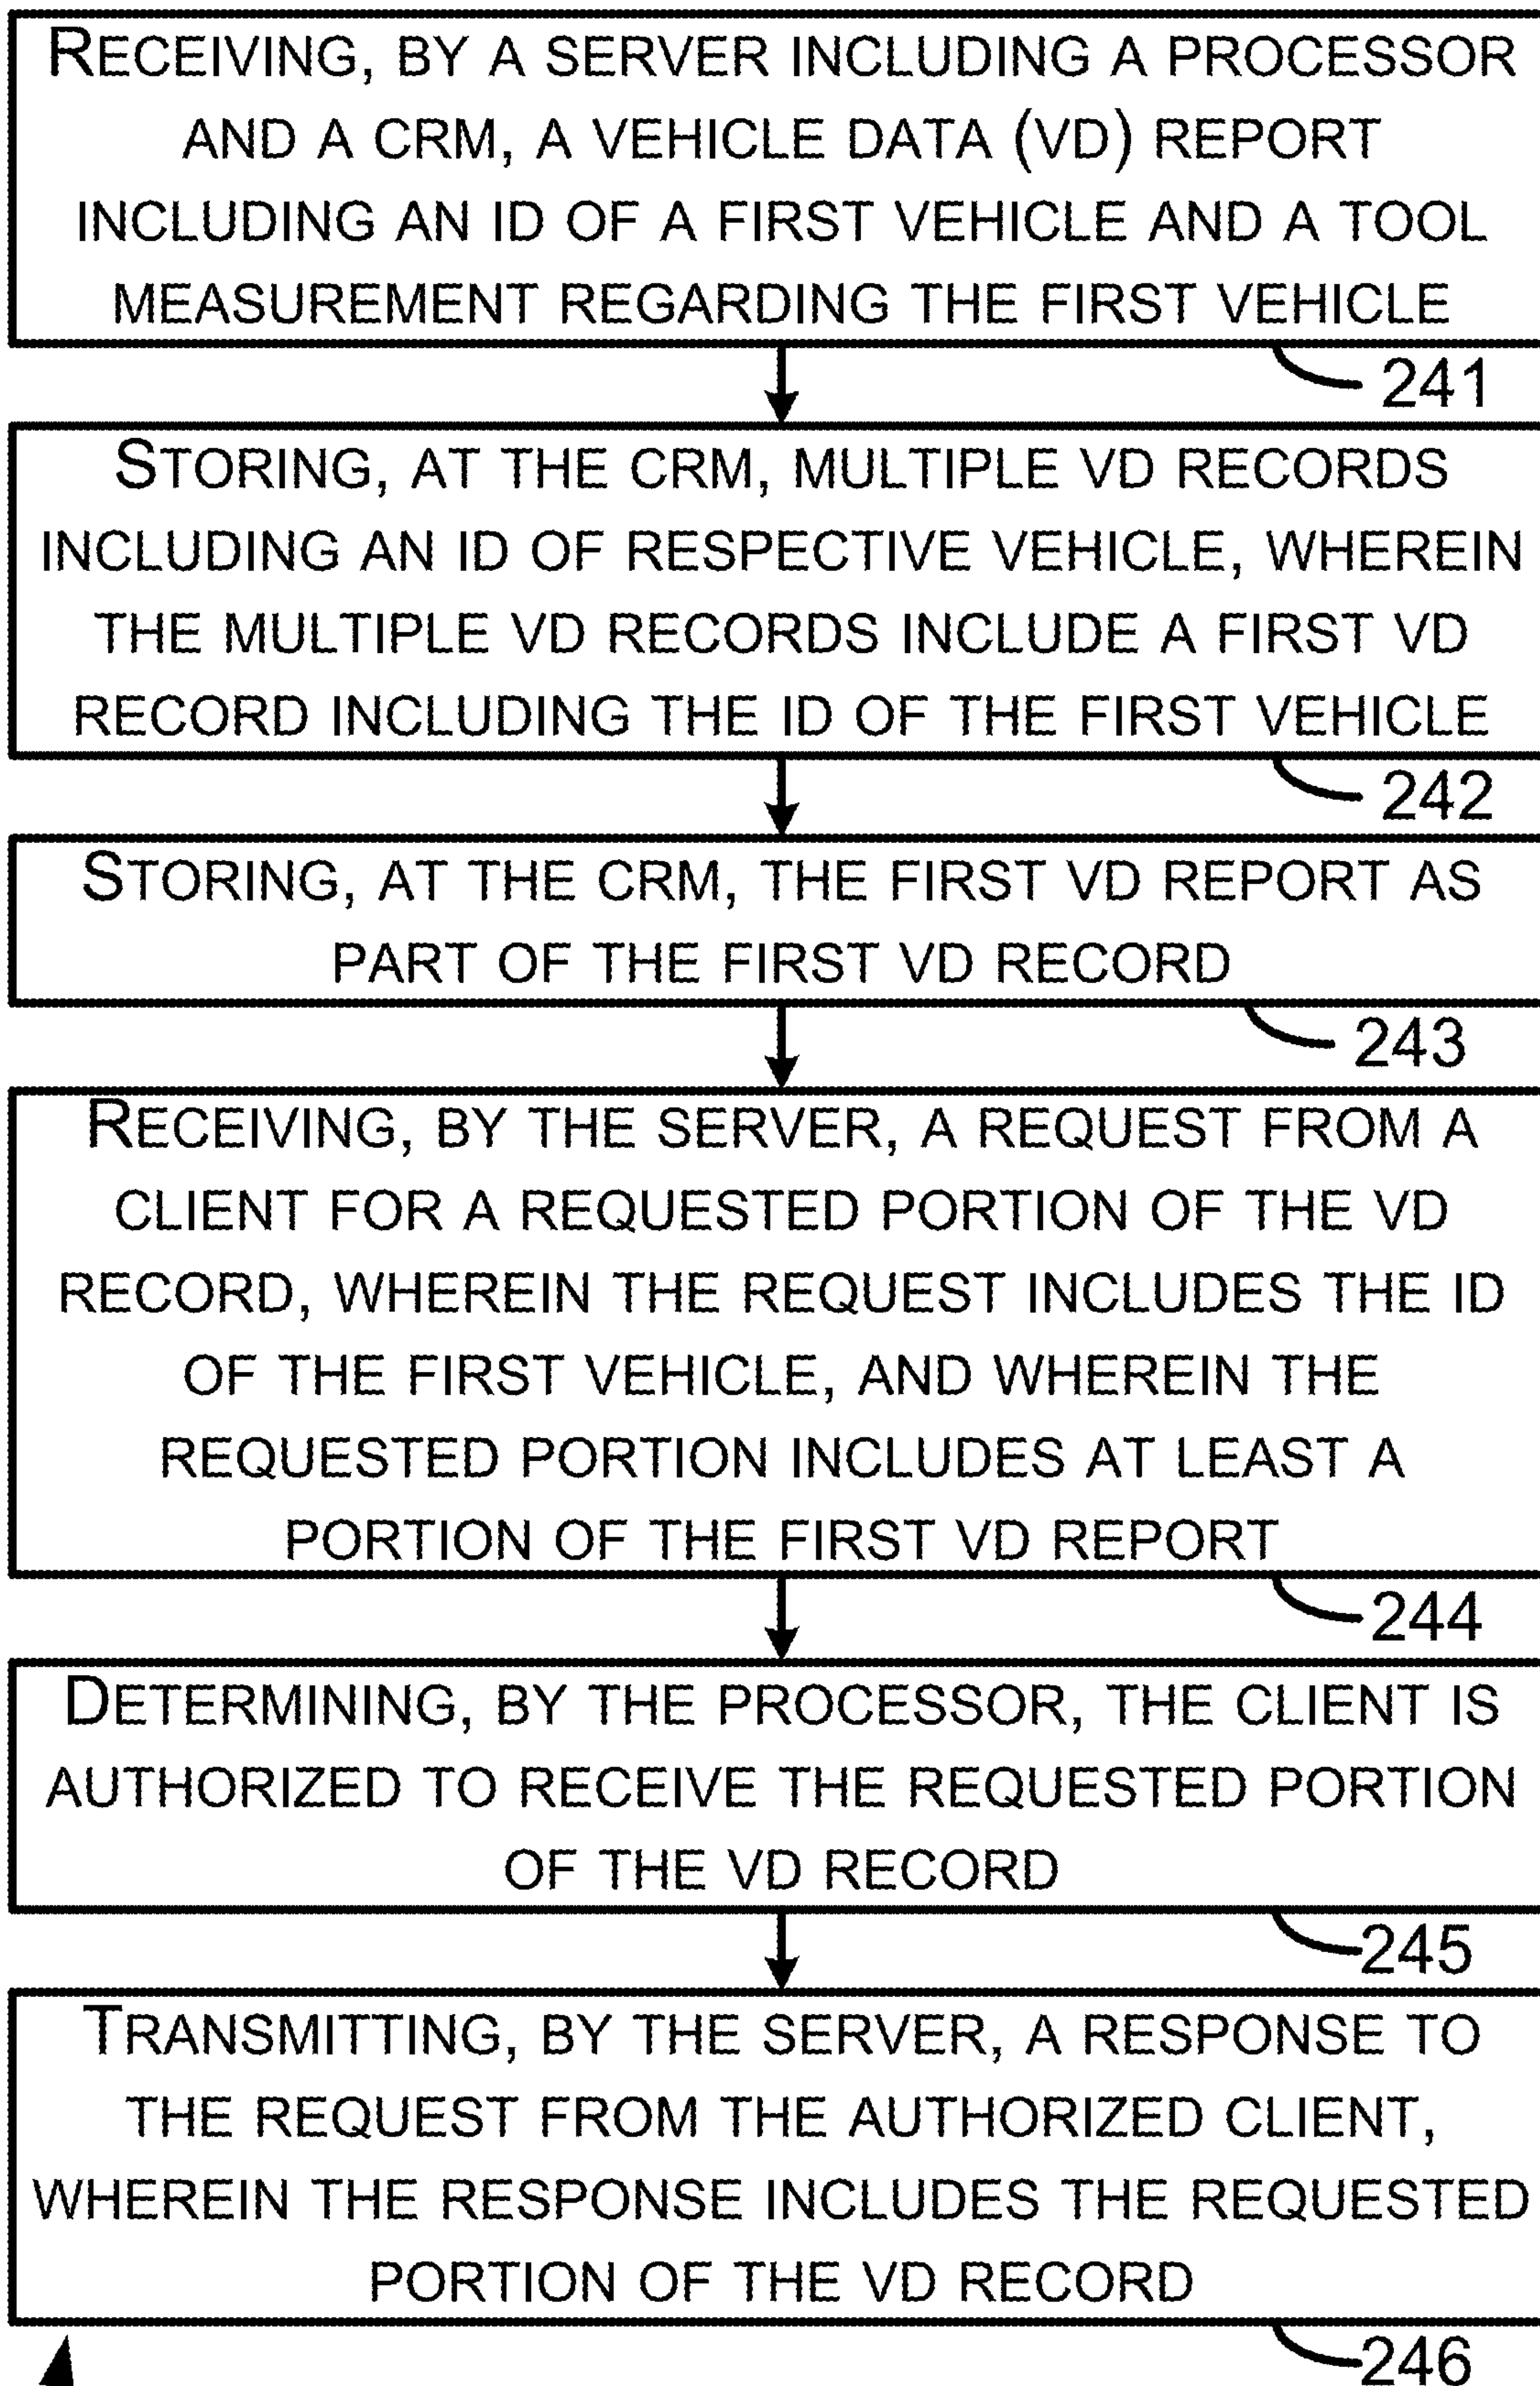 RECEIVING, BY A SERVER INCLUDING A PROCESSOR
AND A CRM, A VEHICLE DATA (VD) REPORT
INCLUDING AN ID OF A FIRST VEHICLE AND A TOOL
MEASUREMENT REGARDING THE FIRST VEHICLE
241
STORING, AT THE CRM, MULTIPLE VD RECORDS
INCLUDING AN ID OF RESPECTIVE VEHICLE, WHEREIN
THE MULTIPLE VD RECORDS INCLUDE A FIRST VD
RECORD INCLUDING THE ID OF THE FIRST VEHICLE
242
STORING, AT THE CRM, THE FIRST VD REPORT AS
PART OF THE FIRST VD RECORD
243
RECEIVING, BY THE SERVER, A REQUEST FROM A
CLIENT FOR A REQUESTED PORTION OF THE VD
RECORD, WHEREIN THE REQUEST INCLUDES THE ID
OF THE FIRST VEHICLE, AND WHEREIN THE
REQUESTED PORTION INCLUDES AT LEAST A
PORTION OF THE FIRST VD REPORT
244
DETERMINING, BY THE PROCESSOR, THE CLIENT IS
AUTHORIZED TO RECEIVE THE REQUESTED PORTION
OF THE VD RECORD
245
TRANSMITTING, BY THE SERVER, A RESPONSE TO
THE REQUEST FROM THE AUTHORIZED CLIENT,
WHEREIN THE RESPONSE INCLUDES THE REQUESTED
PORTION OF THE VD RECORD
246